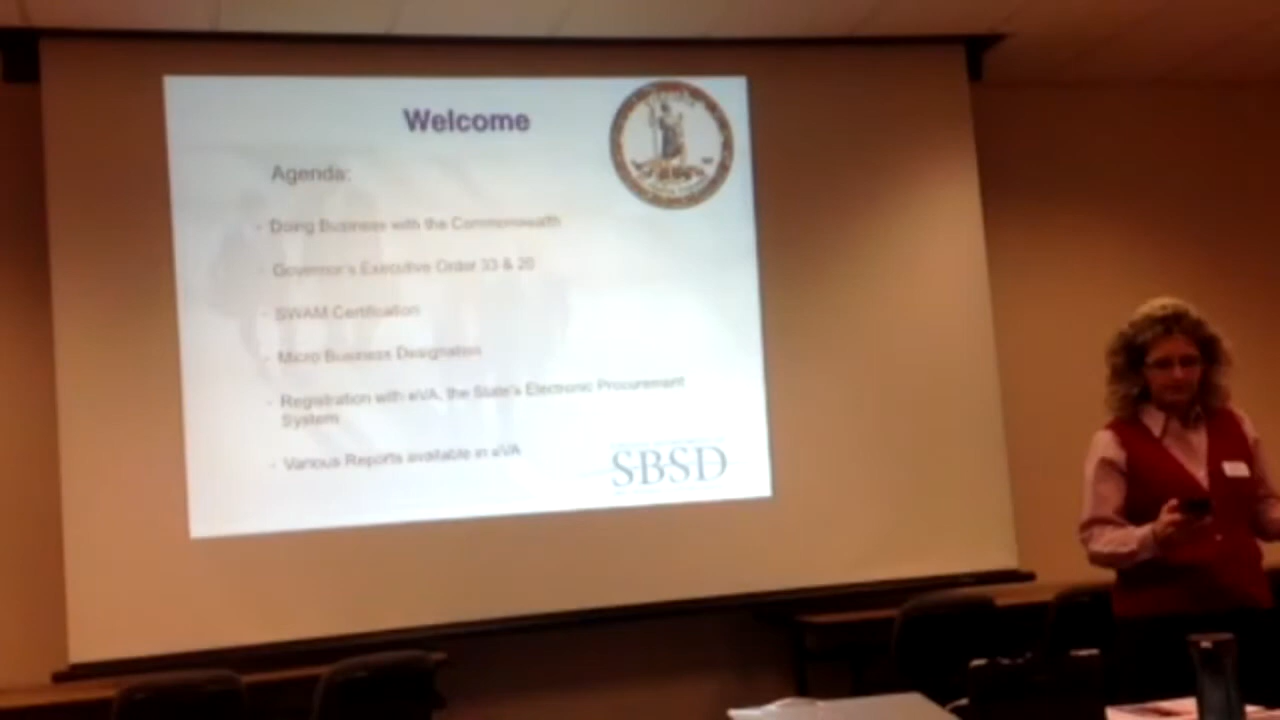 Welcome
Agenda:
- Doing Business with the Commonwealth
- Governor's Executive Order 33 & 20
- SWAM Certification
- Micro Business Designation
- Registration with eVA, the State's Electronic Procurement
System
- Various Reports available in eVA
SBSD